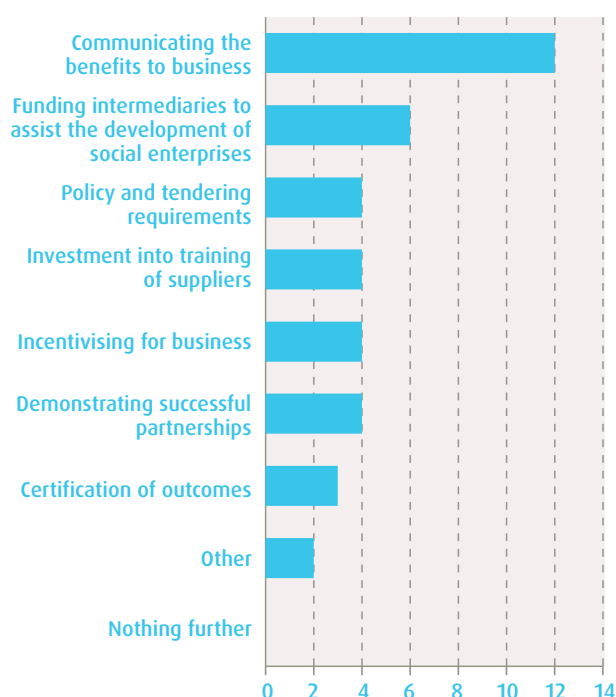 Communicating the
benefits to business
Funding intermediaries to
assist the development of
social enterprises
Policy and tendering
requirements
Investment into training
of suppliers
Incentivising for business
Demonstrating successful
partnerships
Certification of outcomes
Other
Nothing further
0 2 4 6 8 10 12 14